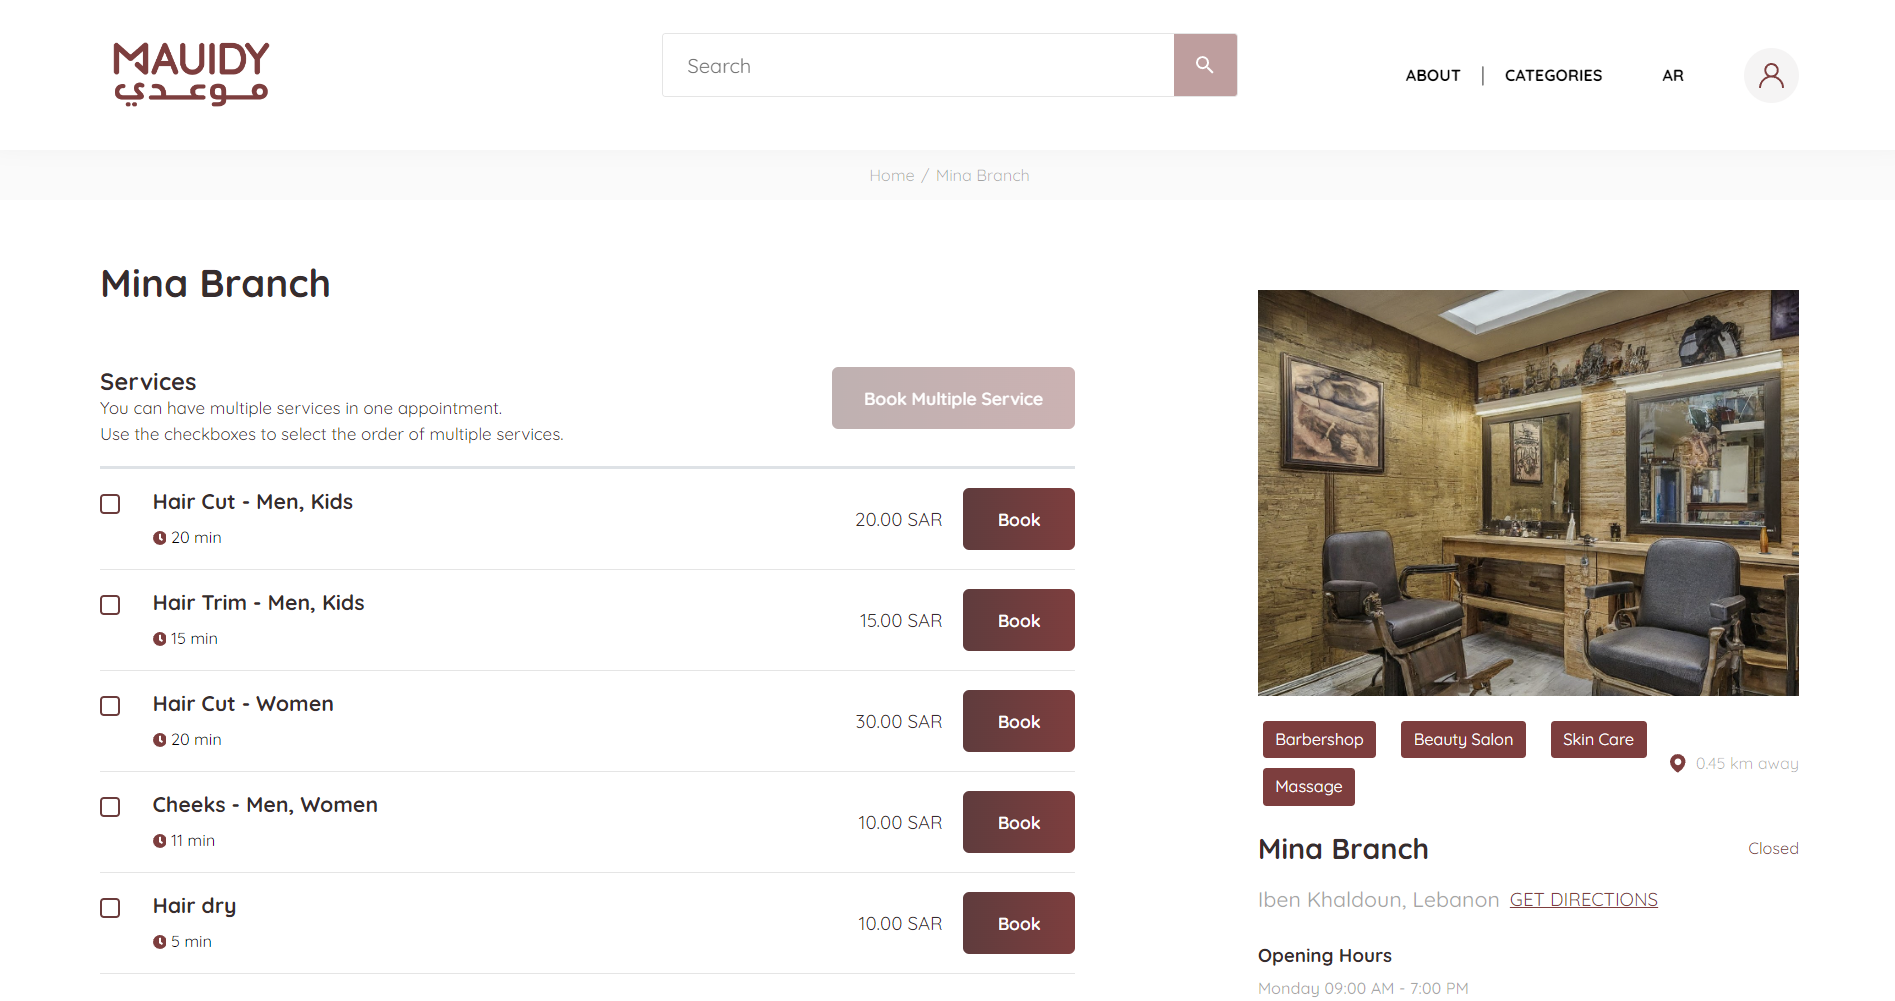 MAUIDY
موعدي
Search
ABOUT | CATEGORIES
AR
Home / Mina Branch
Mina Branch
Services
You can have multiple services in one appointment.
Use the checkboxes to select the order of multiple services.
Book Multiple Service
Hair Cut - Men, Kids
20 min
20.00 SAR
Book
Hair Trim - Men, Kids
15 min
15.00 SAR
Book
Hair Cut - Women
20 min
30.00 SAR
Book
Cheeks - Men, Women
11 min
10.00 SAR
Book
Hair dry
5 min
10.00 SAR
Book
Barbershop
Beauty Salon
Skin Care
Massage
0.45 km away
Mina Branch
Closed
Iben Khaldoun, Lebanon GET DIRECTIONS
Opening Hours
Monday 09:00 AM - 7:00 PM